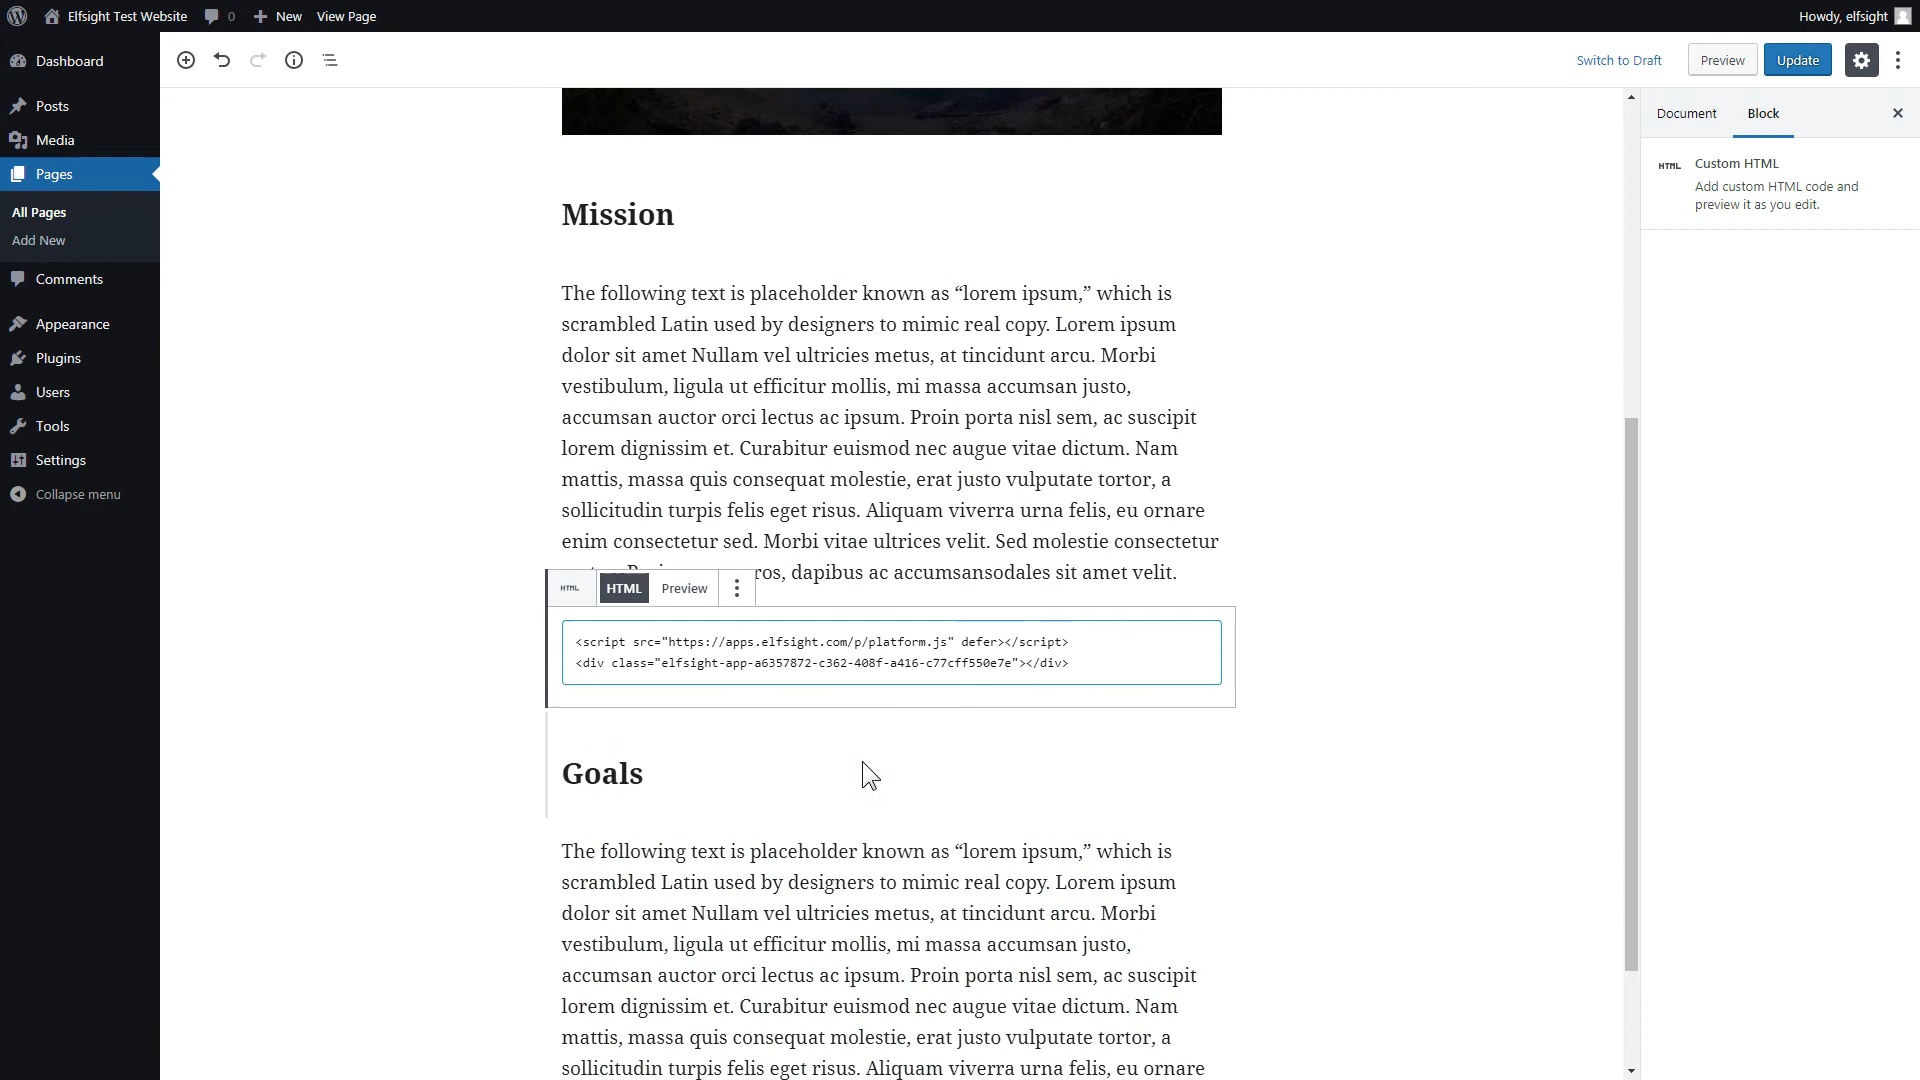 Elfsight Test Website 0 New View Page Howdy, elfsight
Dashboard
Posts
Media
Pages
All Pages
Add New
Comments
Appearance
Plugins
Users
Tools
Settings
Collapse menu
Switch to Draft Preview Update
Mission
The following text is placeholder known as “lorem ipsum,” which is
scrambled Latin used by designers to mimic real copy. Lorem ipsum
dolor sit amet Nullam vel ultricies metus, at tincidunt arcu. Morbi
vestibulum, ligula ut efficitur mollis, mi massa accumsan justo,
accumsan auctor orci lectus ac ipsum. Proin porta nisl sem, ac suscipit
lorem dignissim et. Curabitur euismod nec augue vitae dictum. Nam
mattis, massa quis consequat molestie, erat justo vulputate tortor, a
sollicitudin turpis felis eget risus. Aliquam viverra urna felis, eu ornare
enim consectetur sed. Morbi vitae ultrices velit. Sed molestie consectetur
dapibus ac accumsansodales sit amet velit.
HTML HTML Preview
<script src="https://apps.elfsight.com/p/platform.js" defer></script>
<div class="elfsight-app-a6357872-c362-408f-a416-c77cff550e7e"></div>
Goals
The following text is placeholder known as “lorem ipsum,” which is
scrambled Latin used by designers to mimic real copy. Lorem ipsum
dolor sit amet Nullam vel ultricies metus, at tincidunt arcu. Morbi
vestibulum, ligula ut efficitur mollis, mi massa accumsan justo,
accumsan auctor orci lectus ac ipsum. Proin porta nisl sem, ac suscipit
lorem dignissim et. Curabitur euismod nec augue vitae dictum. Nam
mattis, massa quis consequat molestie, erat justo vulputate tortor, a
sollicitudin turpis felis eget risus. Aliquam viverra urna felis, eu ornare
Document Block
HTML Custom HTML
Add custom HTML code and
preview it as you edit.